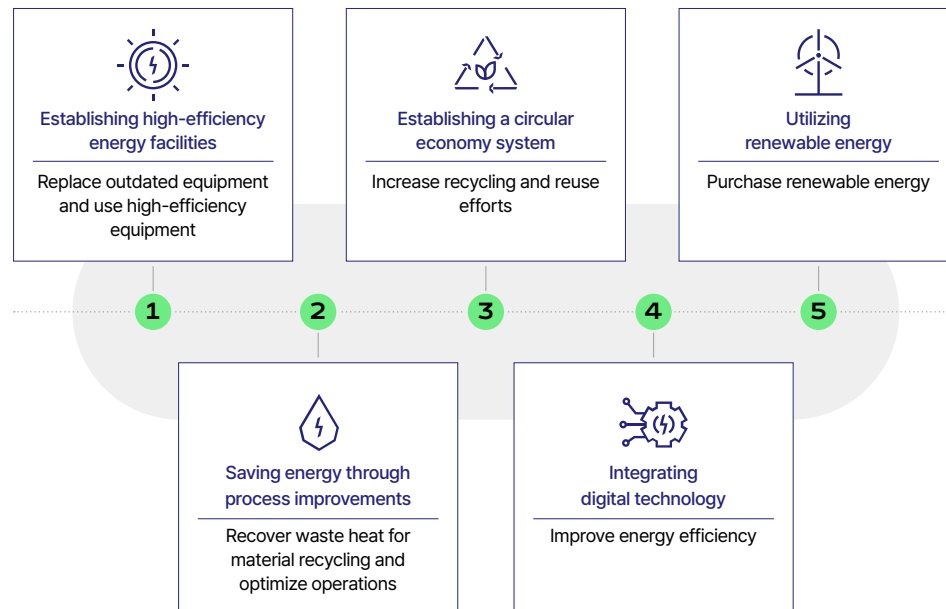 Establishing high-efficiency
energy facilities
Replace outdated equipment
and use high-efficiency
equipment
Establishing a circular
economy system
Increase recycling and reuse
efforts
Utilizing
renewable energy
Purchase renewable energy
1
2
3
4
5
Saving energy through
process improvements
Recover waste heat for
material recycling and
optimize operations
Integrating
digital technology
Improve energy efficiency